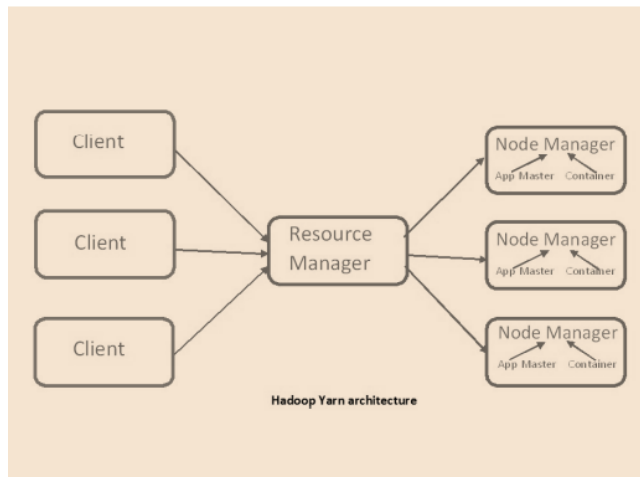 Client
Client
Client
Resource
Manager
Node Manager
App Master Container
Node Manager
App Master Container
Node Manager
App Master Container
Hadoop Yarn architecture